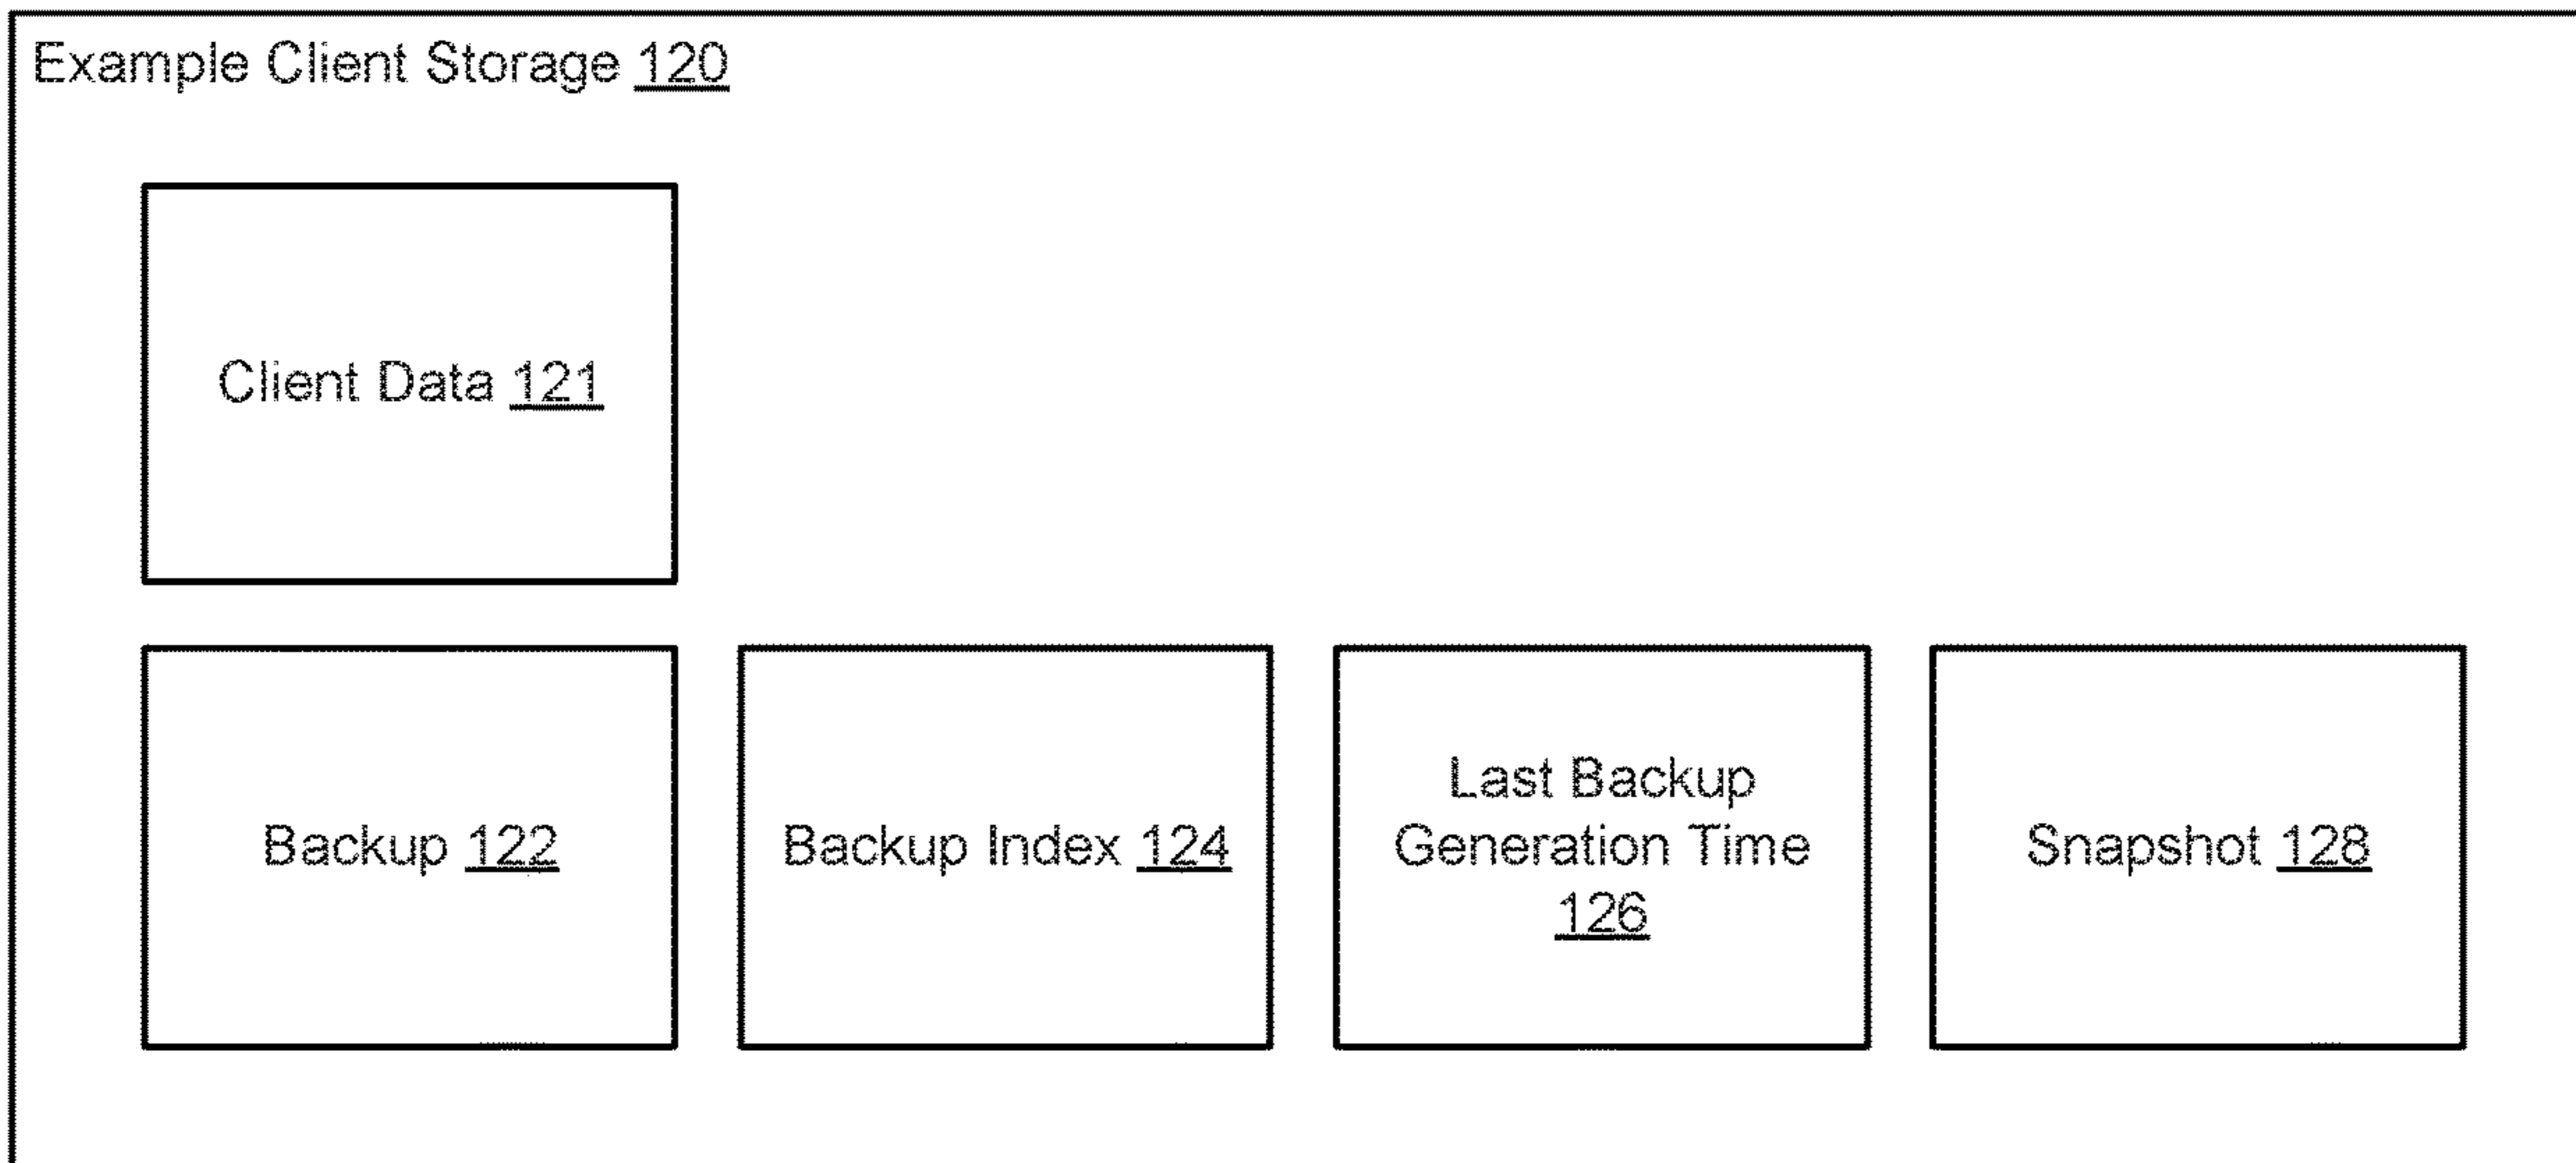 Example Client Storage 120
Client Data 121
Backup 122
Backup Index 124
Last Backup
Generation Time
126
Snapshot 128